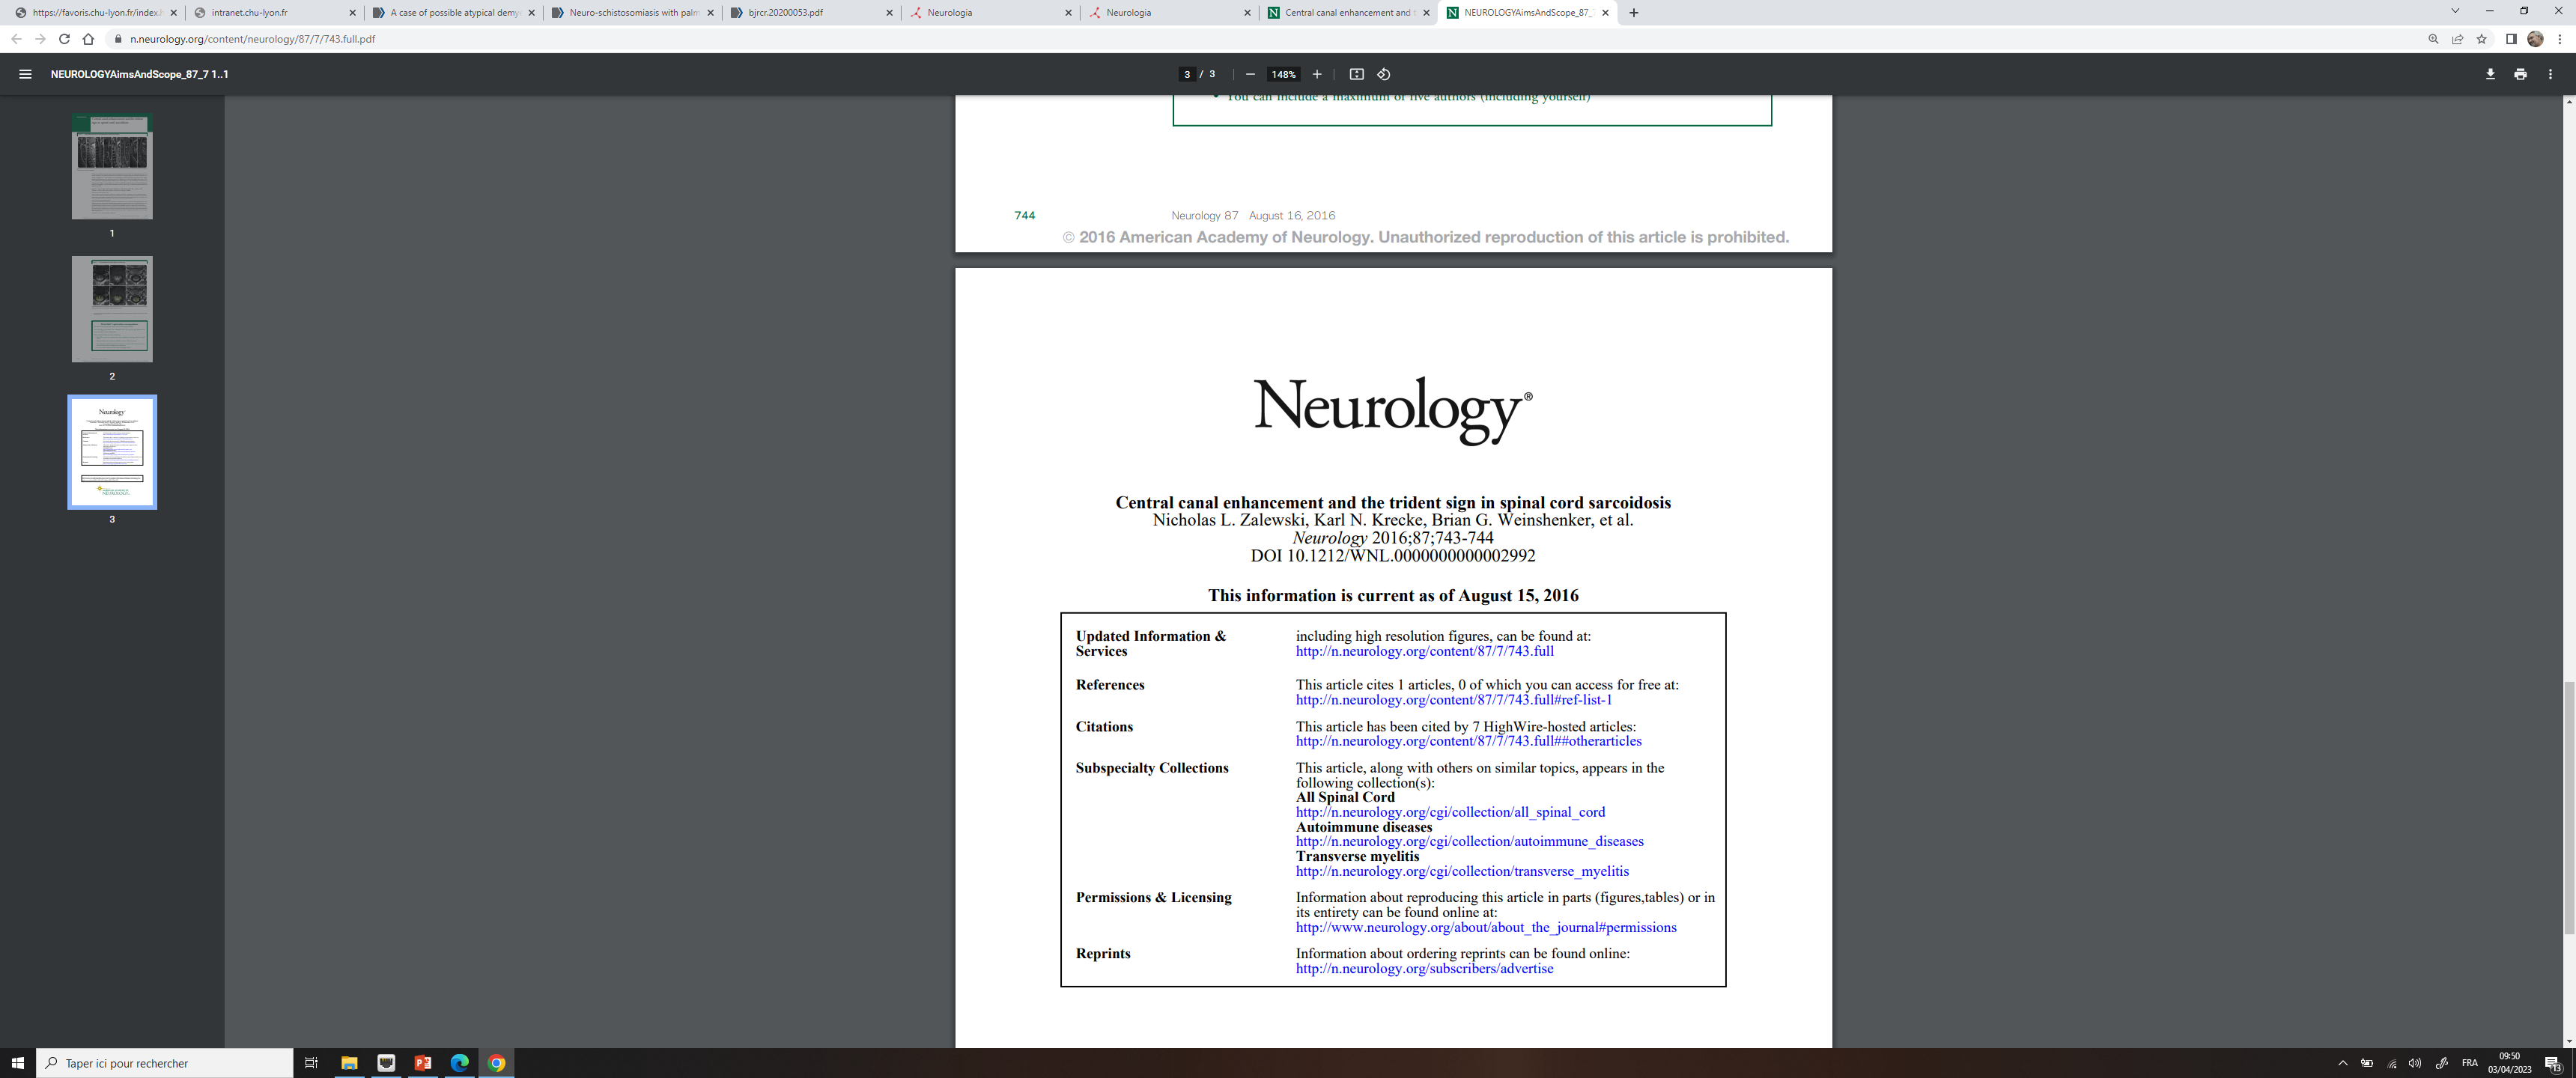 https://favoris.chu-lyon.fr/index.
intranet.chu-lyon.fr
A case of possible atypical demye
Neuro-schistosomiasis with palm
bjrcr.20200053.pdf
Neurologia
Neurologia
Central canal enhancement and t
NEUROLOGYAimsAndScope_87_
n.neurology.org/content/neurology/87/7/743.full.pdf
NEUROLOGYAimsAndScope_87_7 1..1
3 / 3
148%
1
2
3
• You can include a maximum of five authors (including yourself)
744 Neurology 87 August 16, 2016
© 2016 American Academy of Neurology. Unauthorized reproduction of this article is prohibited.
Neurology®
Central canal enhancement and the trident sign in spinal cord sarcoidosis
Nicholas L. Zalewski, Karl N. Krecke, Brian G. Weinshenker, et al.
Neurology 2016;87;743-744
DOI 10.1212/WNL.0000000000002992
This information is current as of August 15, 2016
Updated Information & including high resolution figures, can be found at:
Services http://n.neurology.org/content/87/7/743.full
References This article cites 1 articles, 0 of which you can access for free at:
http://n.neurology.org/content/87/7/743.full#ref-list-1
Citations This article has been cited by 7 HighWire-hosted articles:
http://n.neurology.org/content/87/7/743.full##otherarticles
Subspecialty Collections This article, along with others on similar topics, appears in the
following collection(s):
All Spinal Cord
http://n.neurology.org/cgi/collection/all_spinal_cord
Autoimmune diseases
http://n.neurology.org/cgi/collection/autoimmune_diseases
Transverse myelitis
http://n.neurology.org/cgi/collection/transverse_myelitis
Permissions & Licensing Information about reproducing this article in parts (figures,tables) or in
its entirety can be found online at:
http://www.neurology.org/about/about_the_journal#permissions
Reprints Information about ordering reprints can be found online:
http://n.neurology.org/subscribers/advertise
Taper ici pour rechercher
FRA
09:50
03/04/2023
13